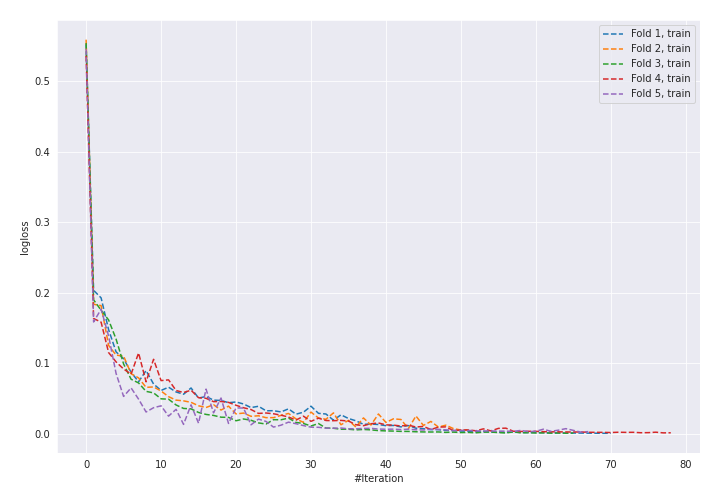 Fold 1, train
Fold 2, train
Fold 3, train
Fold 4, train
Fold 5, train
0.5
0.4
0.3
0.2
0.1
0.0
logloss
0 10 20 30 40 50 60 70 80
#Iteration